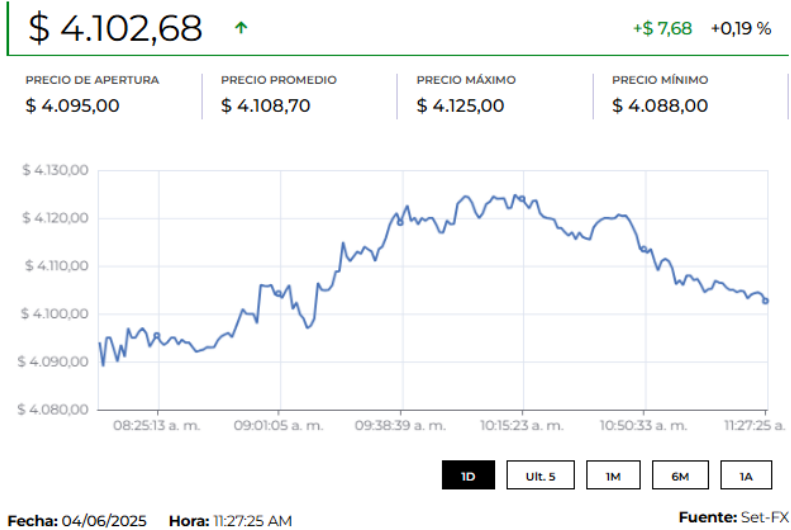 $ 4.102,68 ↑ +$ 7,68 +0,19 %
PRECIO DE APERTURA PRECIO PROMEDIO PRECIO MÁXIMO PRECIO MÍNIMO
$ 4.095,00 $ 4.108,70 $ 4.125,00 $ 4.088,00
$ 4.130,00
$ 4.120,00
$ 4.110,00
$ 4.100,00
$ 4.090,00
$ 4.080,00
08:25:13 a. m. 09:01:05 a. m. 09:38:39 a. m. 10:15:23 a. m. 10:50:33 a. m. 11:27:25 a.
1D Ult. 5 1M 6M 1A
Fecha: 04/06/2025 Hora: 11:27:25 AM Fuente: Set-FX